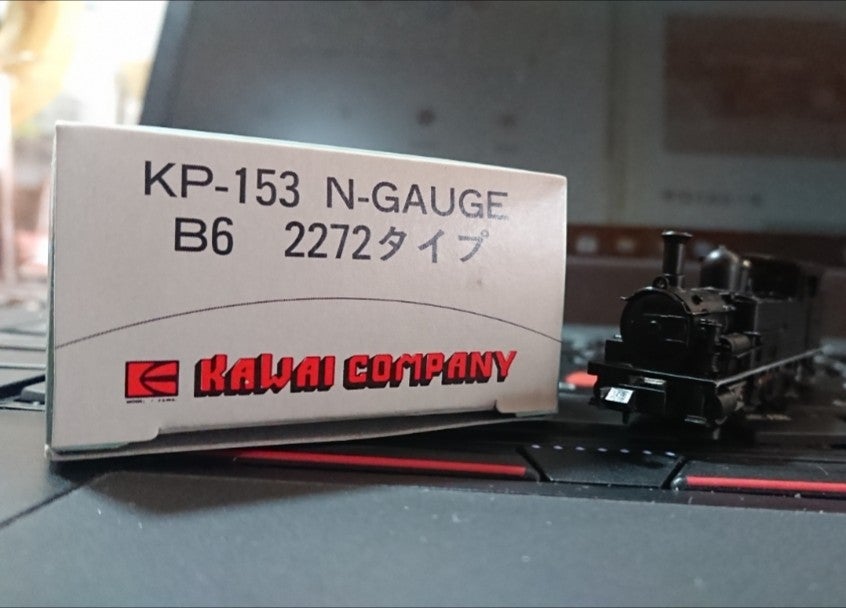 KP-153 N-GAUGE
B6 2272タイプ
KAWAI COMPANY